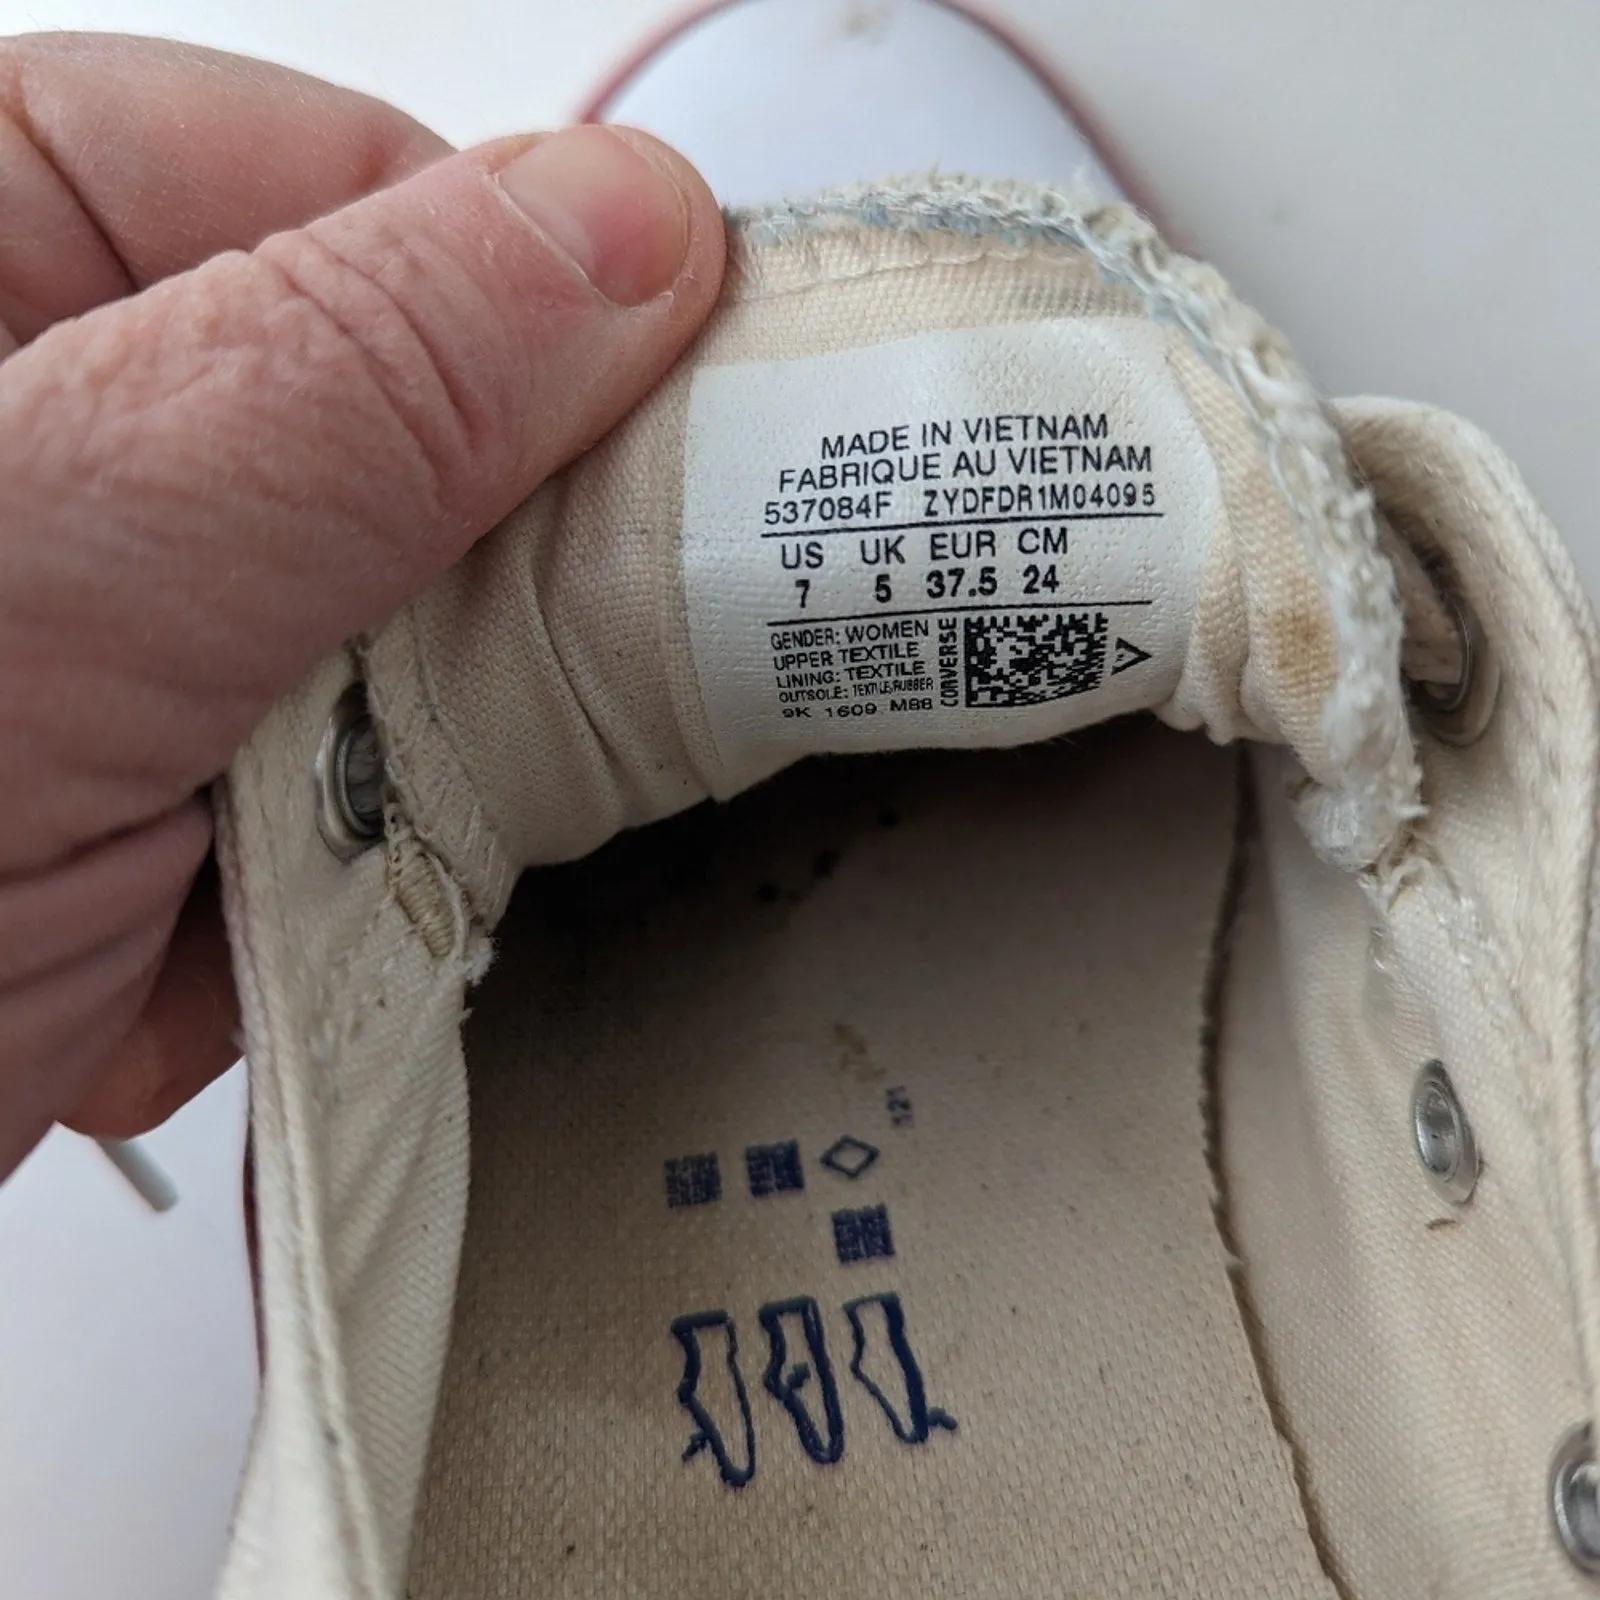 MADE IN VIETNAM
FABRIQUE AU VIETNAM
537084F ZYDFDR1M04095
US UK EUR CM
7 5 37.5 24
GENDER: WOMEN
UPPER TEXTILE
LINING: TEXTILE
OUTSOLE: TEXTILE/RUBBER
9K 1609 M88
CONVERSE
121